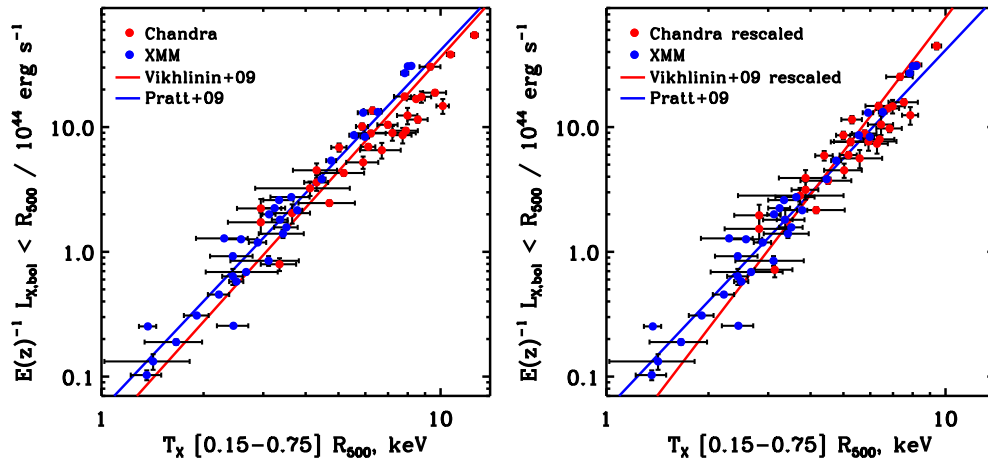 Chandra
XMM
Vikhlinin+09
Pratt+09
E(z)⁻¹ L_X,bol < R₅₀₀ / 10⁴⁴ erg s⁻¹
10.0
1.0
0.1
1
10
T_X [0.15–0.75] R₅₀₀, keV
Chandra rescaled
XMM
Vikhlinin+09 rescaled
Pratt+09
E(z)⁻¹ L_X,bol < R₅₀₀ / 10⁴⁴ erg s⁻¹
10.0
1.0
0.1
1
10
T_X [0.15–0.75] R₅₀₀, keV